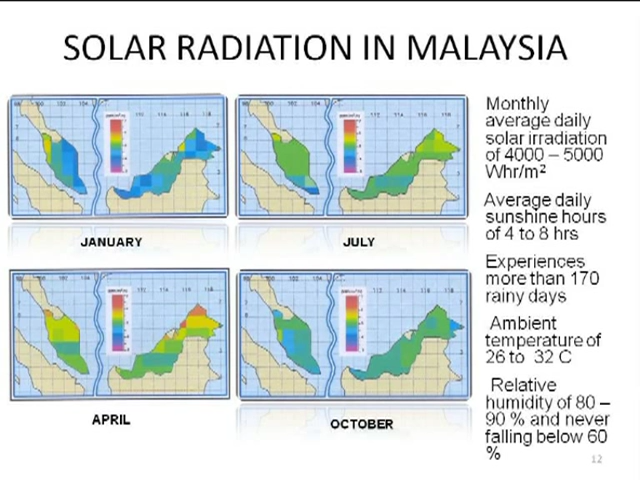 SOLAR RADIATION IN MALAYSIA
JANUARY
JULY
APRIL
OCTOBER
Monthly
average daily
solar irradiation
of 4000 – 5000
Whr/m²
Average daily
sunshine hours
of 4 to 8 hrs
Experiences
more than 170
rainy days
Ambient
temperature of
26 to 32 C
Relative
humidity of 80 –
90 % and never
falling below 60
%
12